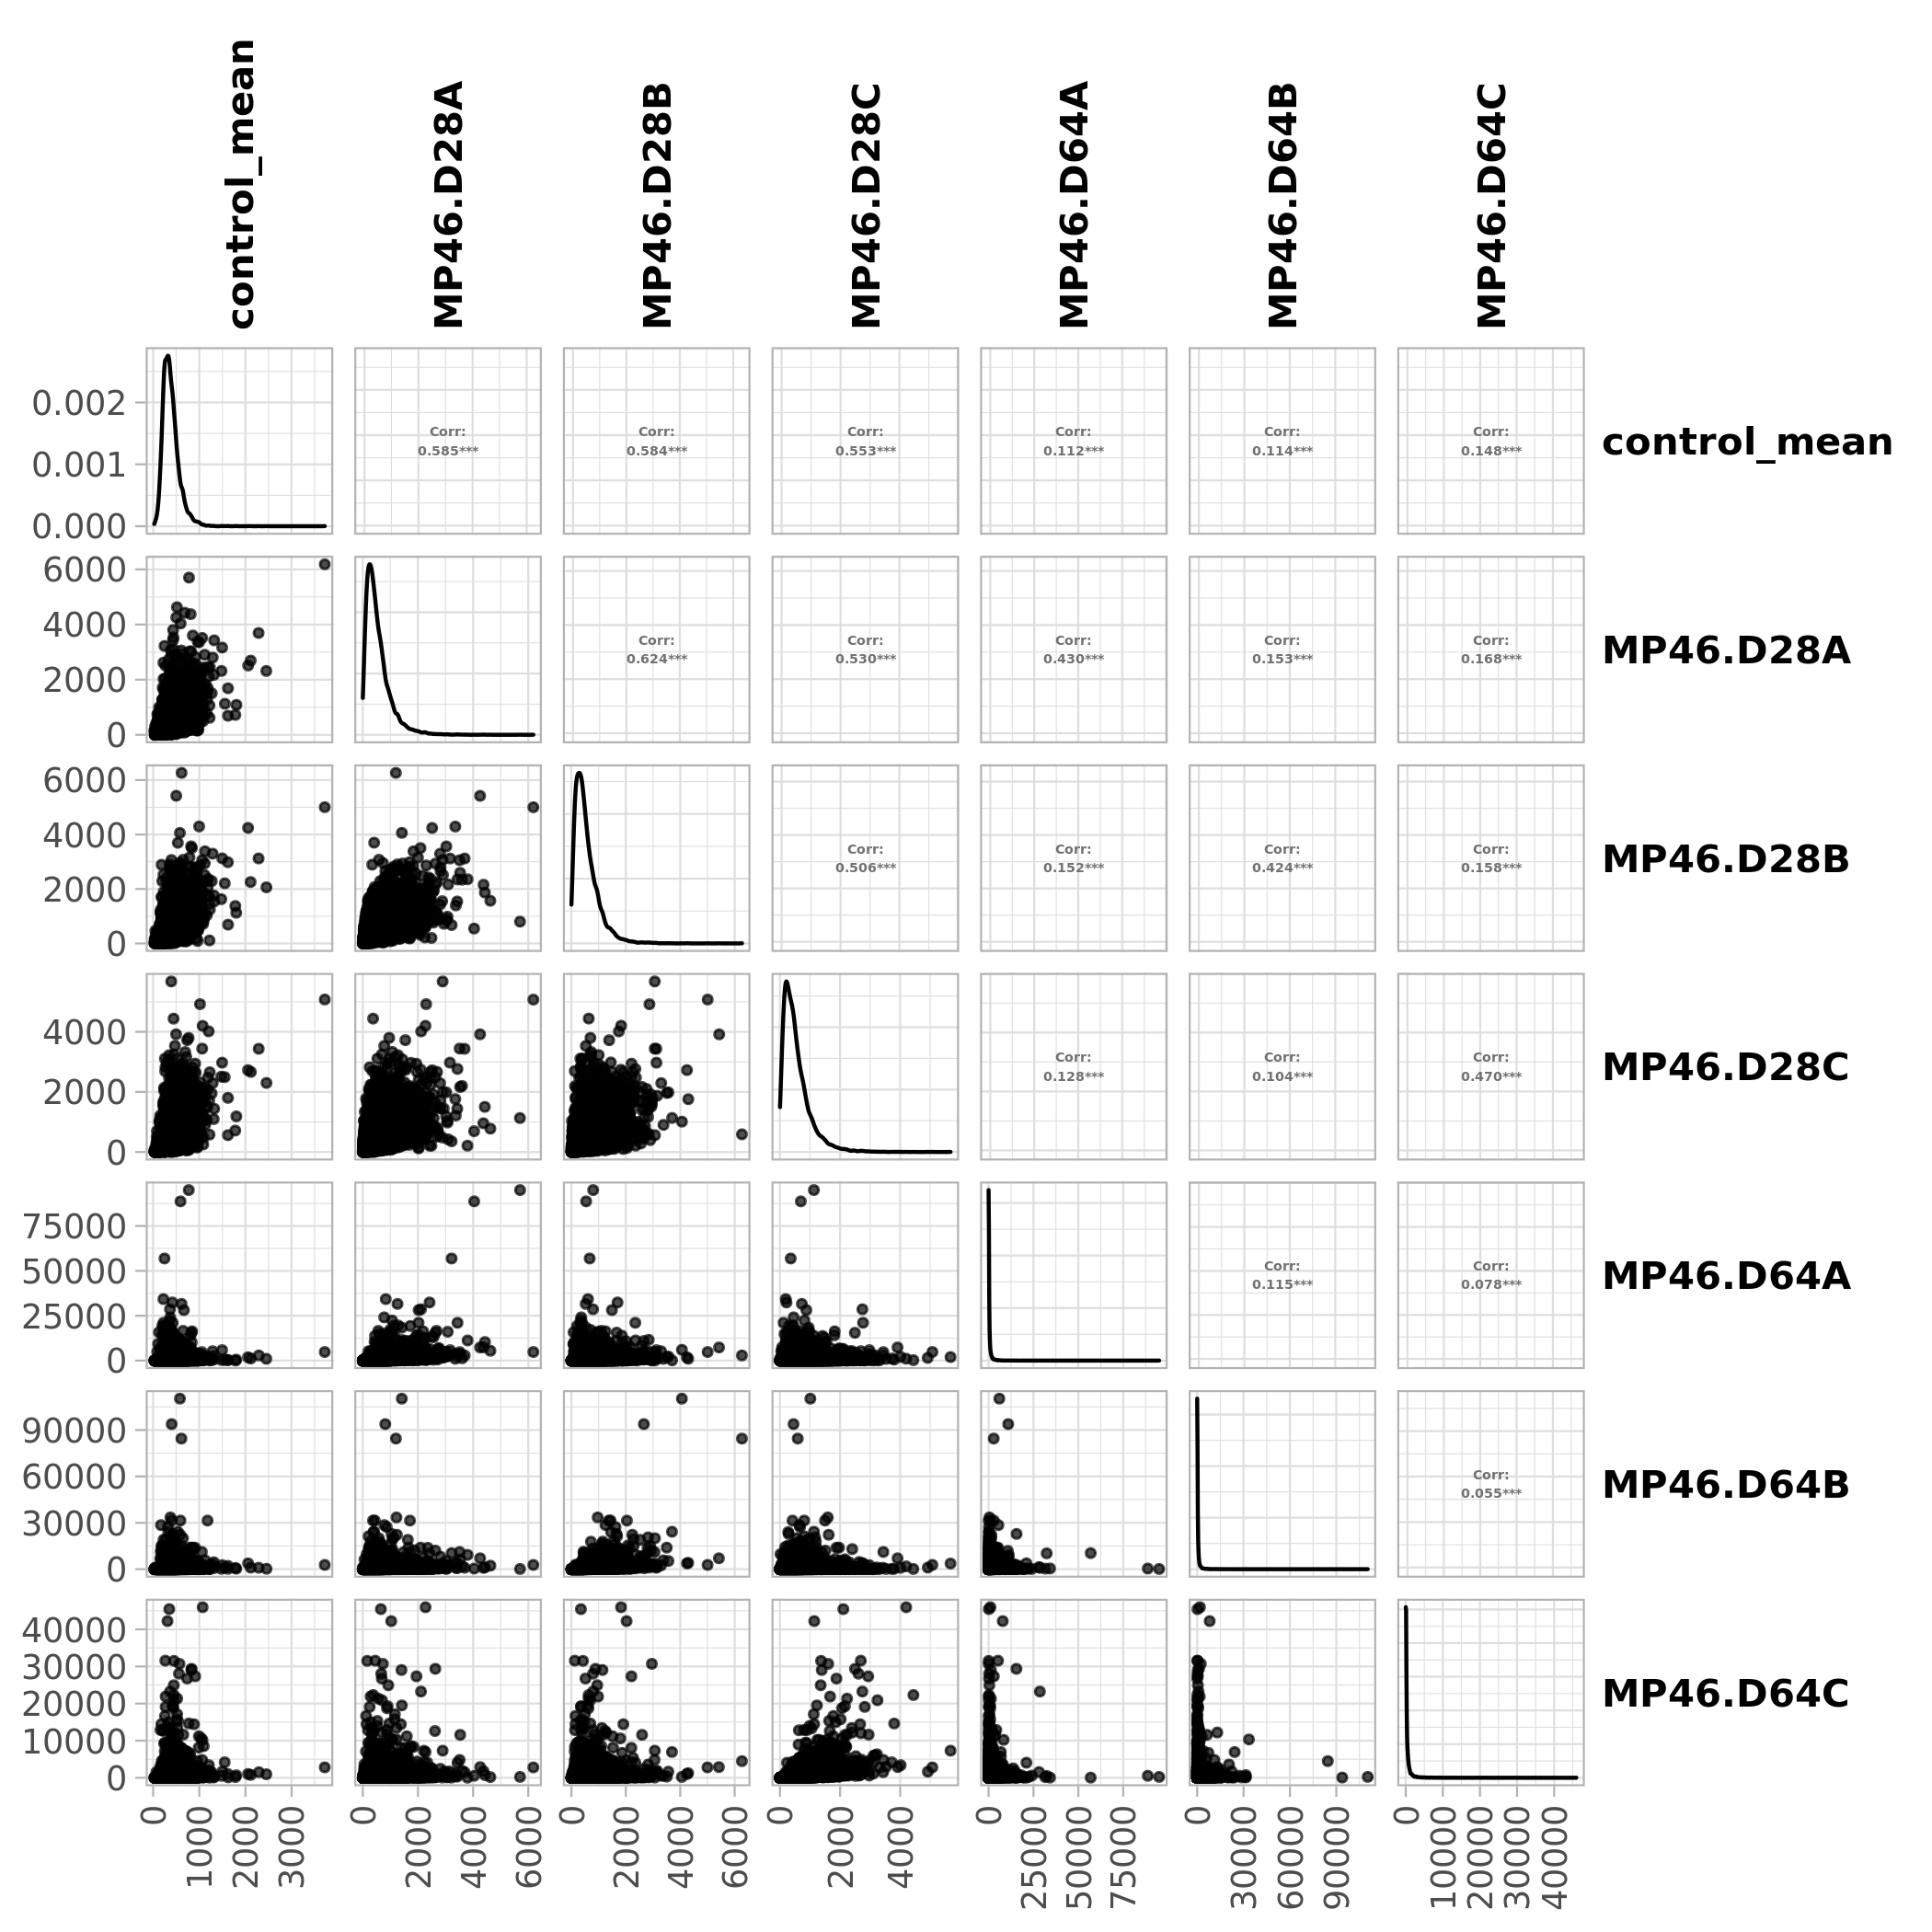 control_mean
MP46.D28A
MP46.D28B
MP46.D28C
MP46.D64A
MP46.D64B
MP46.D64C
0.002
0.001
0.000
Corr:
0.585***
Corr:
0.584***
Corr:
0.553***
Corr:
0.112***
Corr:
0.114***
Corr:
0.148***
control_mean
6000
4000
2000
0
Corr:
0.624***
Corr:
0.530***
Corr:
0.430***
Corr:
0.153***
Corr:
0.168***
MP46.D28A
6000
4000
2000
0
Corr:
0.506***
Corr:
0.152***
Corr:
0.424***
Corr:
0.158***
MP46.D28B
4000
2000
0
Corr:
0.128***
Corr:
0.104***
Corr:
0.470***
MP46.D28C
75000
50000
25000
0
Corr:
0.115***
Corr:
0.078***
MP46.D64A
90000
60000
30000
0
Corr:
0.055***
MP46.D64B
40000
30000
20000
10000
0
MP46.D64C
0
1000
2000
3000
0
2000
4000
6000
0
2000
4000
6000
0
2000
4000
0
25000
50000
75000
0
30000
60000
90000
0
10000
20000
30000
40000